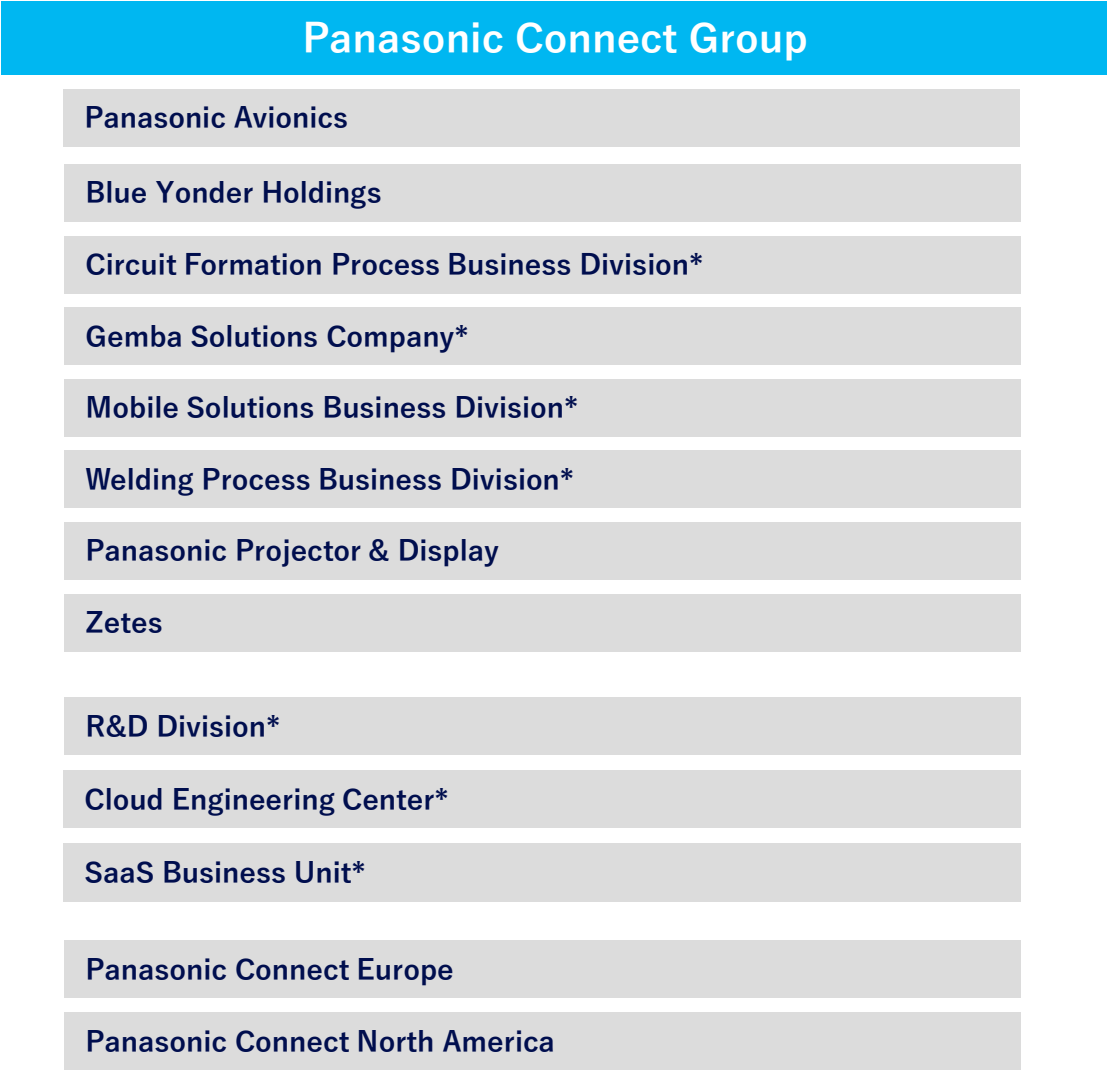 Panasonic Connect Group
Panasonic Avionics
Blue Yonder Holdings
Circuit Formation Process Business Division*
Gemba Solutions Company*
Mobile Solutions Business Division*
Welding Process Business Division*
Panasonic Projector & Display
Zetes
R&D Division*
Cloud Engineering Center*
SaaS Business Unit*
Panasonic Connect Europe
Panasonic Connect North America